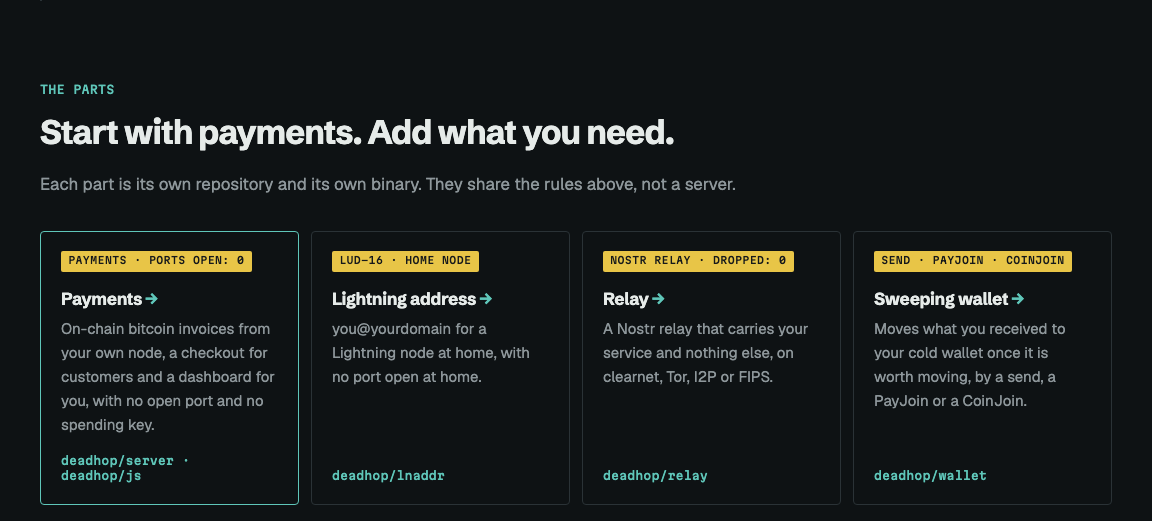 THE PARTS
Start with payments. Add what you need.
Each part is its own repository and its own binary. They share the rules above, not a server.
PAYMENTS · PORTS OPEN: 0
Payments →
On-chain bitcoin invoices from
your own node, a checkout for
customers and a dashboard for
you, with no open port and no
spending key.
deadhop/server ·
deadhop/js
LUD-16 · HOME NODE
Lightning address →
you@yourdomain for a
Lightning node at home, with
no port open at home.
deadhop/lnaddr
NOSTR RELAY · DROPPED: 0
Relay →
A Nostr relay that carries your
service and nothing else, on
clearnet, Tor, I2P or FIPS.
deadhop/relay
SEND · PAYJOIN · COINJOIN
Sweeping wallet →
Moves what you received to
your cold wallet once it is
worth moving, by a send, a
PayJoin or a CoinJoin.
deadhop/wallet